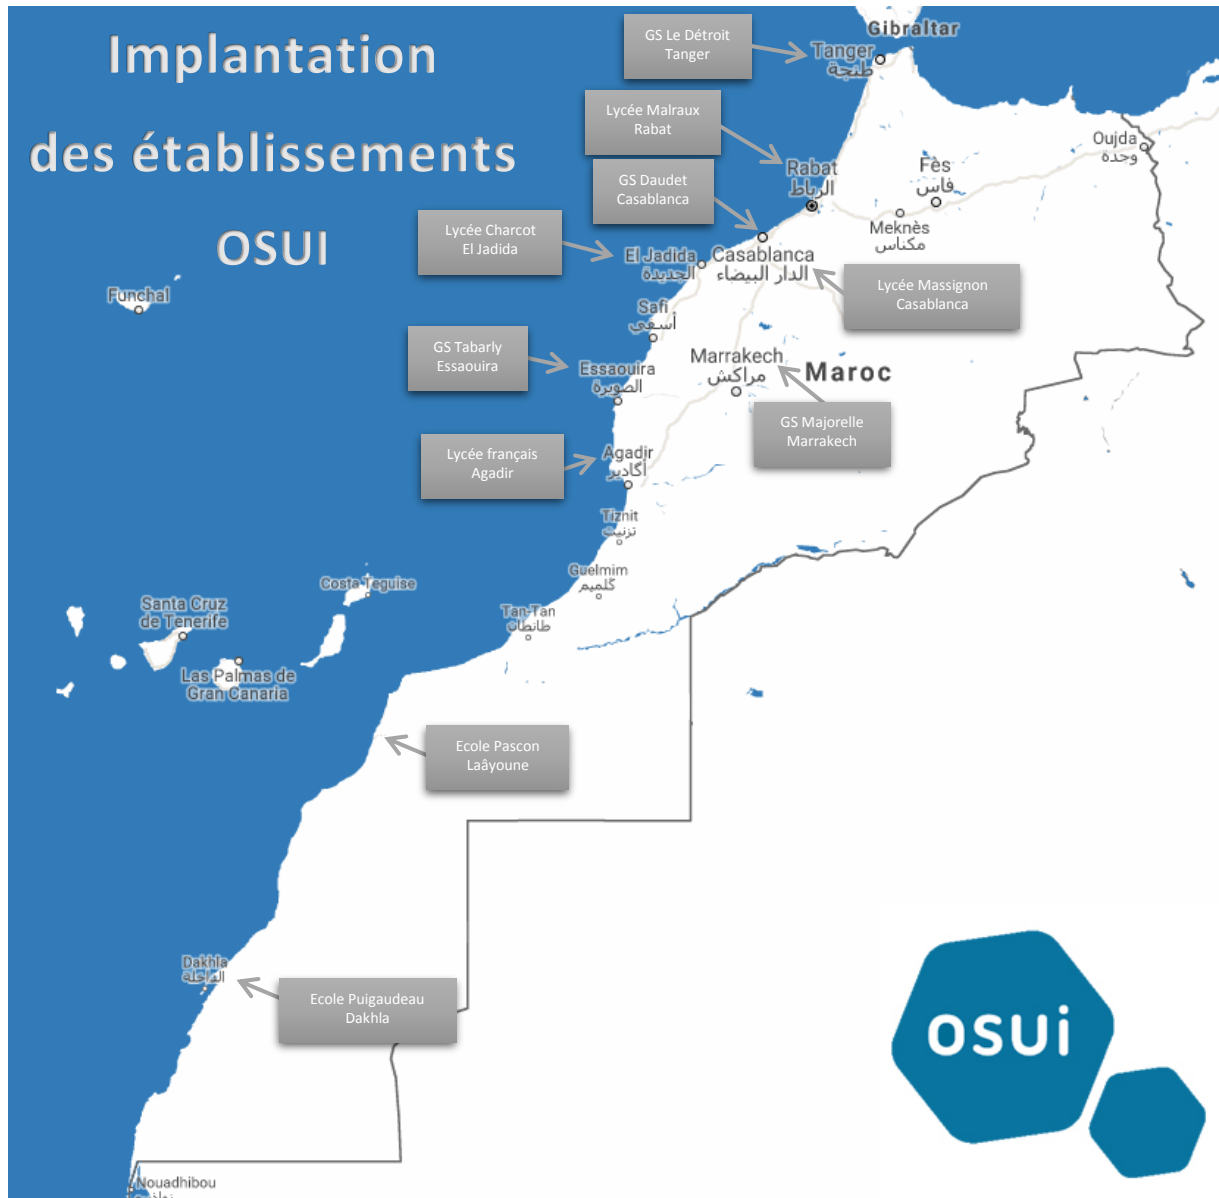 Implantation
des établissements
OSUI
GS Le Détroit
Tanger
Gibraltar
Tanger
طنجة
Lycée Malraux
Rabat
Oujda
وجدة
Rabat
الرباط
Fès
فاس
GS Daudet
Casablanca
Meknès
مكناس
Lycée Charcot
El Jadida
El Jadida
الجديدة
Casablanca
الدار البيضاء
Lycée Massignon
Casablanca
Funchal
Safi
أسفي
GS Tabarly
Essaouira
Essaouira
الصويرة
Marrakech
مراكش
Maroc
GS Majorelle
Marrakech
Lycée français
Agadir
Agadir
أكادير
Tiznit
تزنيت
Guelmim
كلميم
Costa Teguise
Santa Cruz
de Tenerife
Tan-Tan
طانطان
Las Palmas de
Gran Canaria
Ecole Pascon
Laâyoune
Dakhla
الداخلة
Ecole Puigaudeau
Dakhla
osui
Nouadhibou